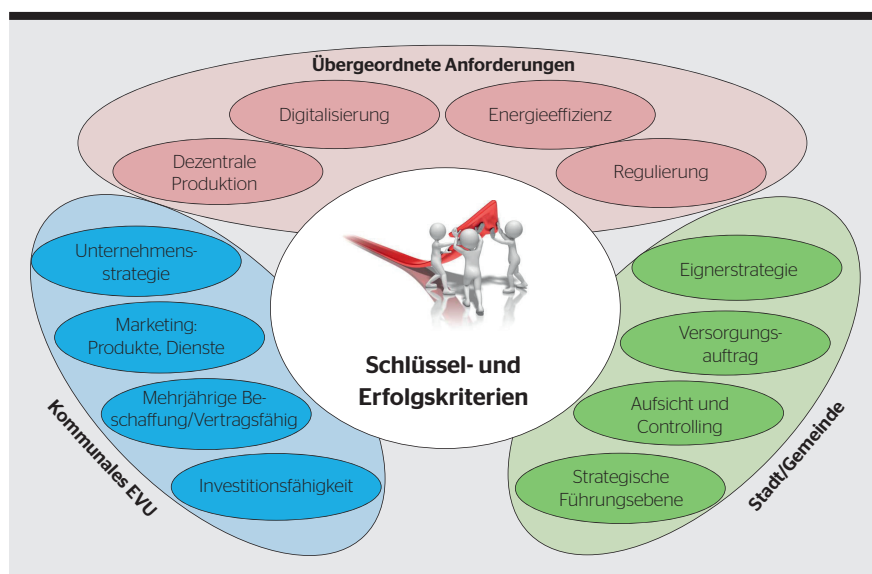 Übergeordnete Anforderungen
Digitalisierung
Energieeffizienz
Dezentrale
Produktion
Regulierung
Unternehmens-
strategie
Marketing:
Produkte, Dienste
Mehrjährige Be-
schaffung/Vertragsfähig
Investitionsfähigkeit
Kommunales EVU
Schlüssel- und
Erfolgskriterien
Eignerstrategie
Versorgungs-
auftrag
Aufsicht und
Controlling
Strategische
Führungsebene
Stadt/Gemeinde